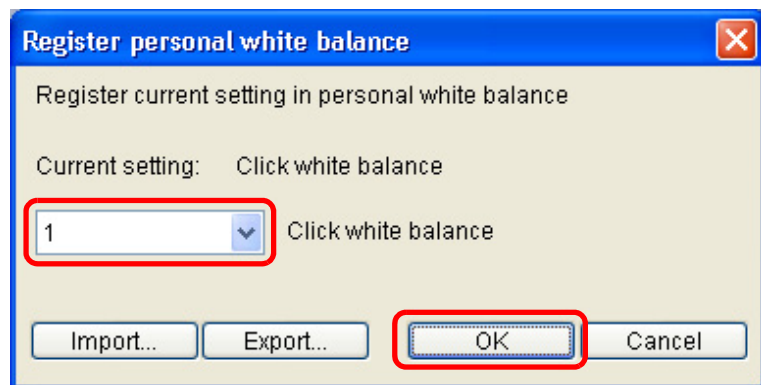 Register personal white balance
Register current setting in personal white balance
Current setting: Click white balance
1 Click white balance
Import... Export... OK Cancel